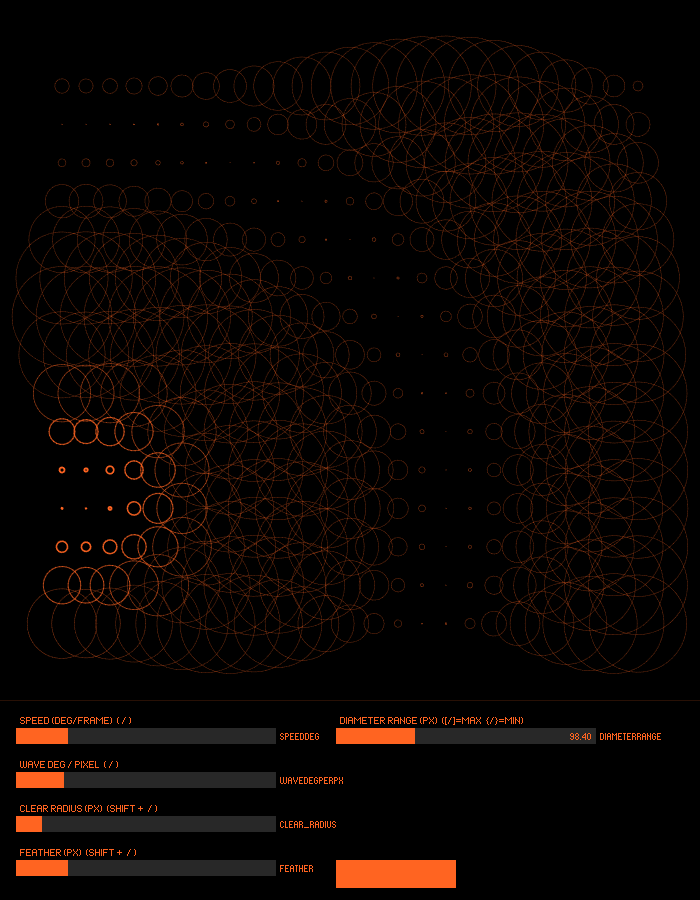 SPEED (DEG/FRAME) ( / )
SPEEDDEG
DIAMETER RANGE (PX) ([/]=MAX {/}=MIN)
98.40
DIAMETERRANGE
WAVE DEG / PIXEL ( / )
WAVEDEGPERPX
CLEAR RADIUS (PX) (SHIFT + / )
CLEAR_RADIUS
FEATHER (PX) (SHIFT + / )
FEATHER